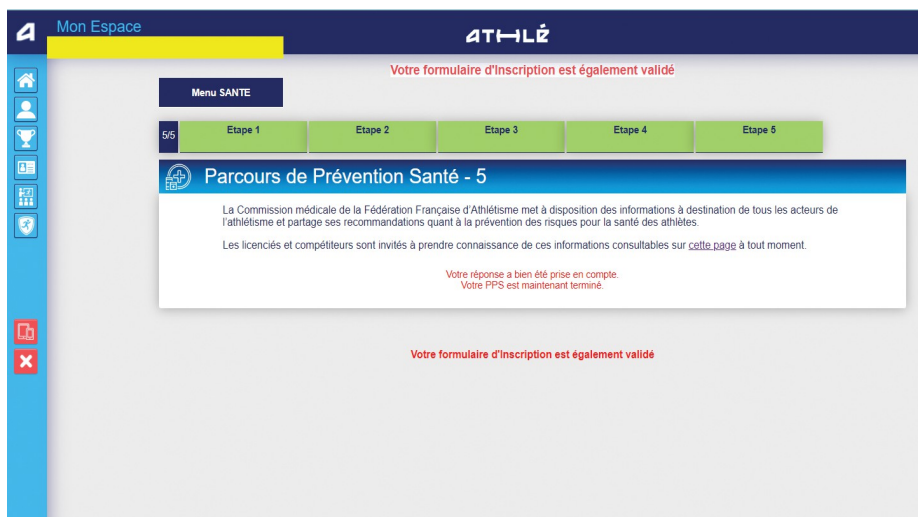 Mon Espace
ATHLÉ
Votre formulaire d'Inscription est également validé
Menu SANTE
5/5 Etape 1 Etape 2 Etape 3 Etape 4 Etape 5
Parcours de Prévention Santé - 5
La Commission médicale de la Fédération Française d'Athlétisme met à disposition des informations à destination de tous les acteurs de
l'athlétisme et partage ses recommandations quant à la prévention des risques pour la santé des athlètes.
Les licenciés et compétiteurs sont invités à prendre connaissance de ces informations consultables sur cette page à tout moment.
Votre réponse a bien été prise en compte.
Votre PPS est maintenant terminé.
Votre formulaire d'Inscription est également validé